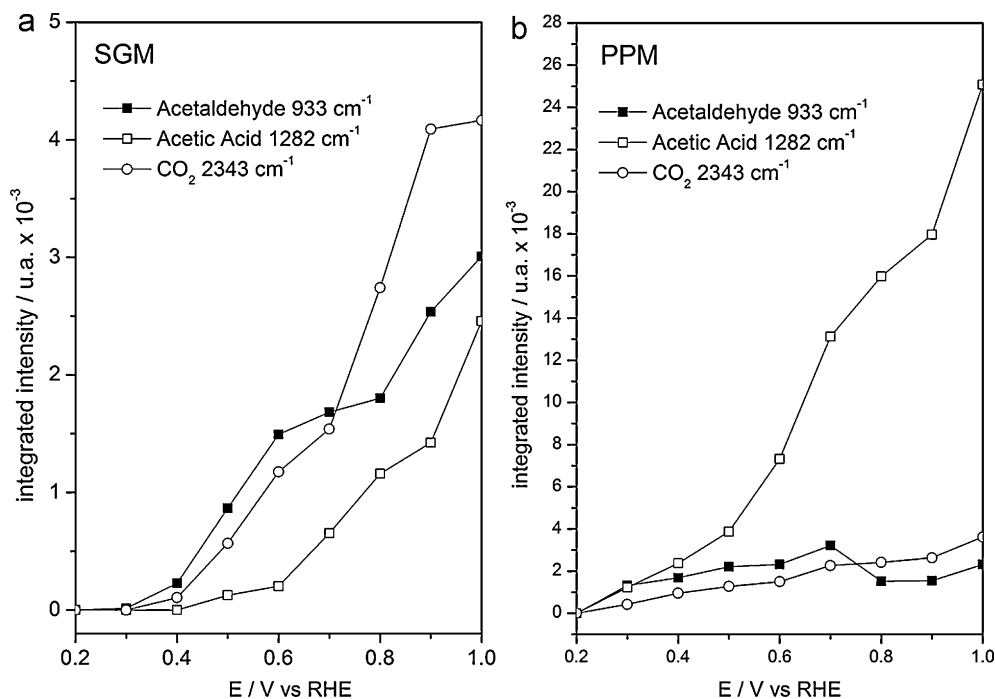 a
SGM
Acetaldehyde 933 cm⁻¹
Acetic Acid 1282 cm⁻¹
CO₂ 2343 cm⁻¹
integrated intensity / u.a. x 10⁻³
5
4
3
2
1
0
0.2 0.4 0.6 0.8 1.0
E / V vs RHE
b
PPM
Acetaldehyde 933 cm⁻¹
Acetic Acid 1282 cm⁻¹
CO₂ 2343 cm⁻¹
integrated intensity / u.a. x 10⁻³
28
26
24
22
20
18
16
14
12
10
8
6
4
2
0
0.2 0.4 0.6 0.8 1.0
E / V vs RHE